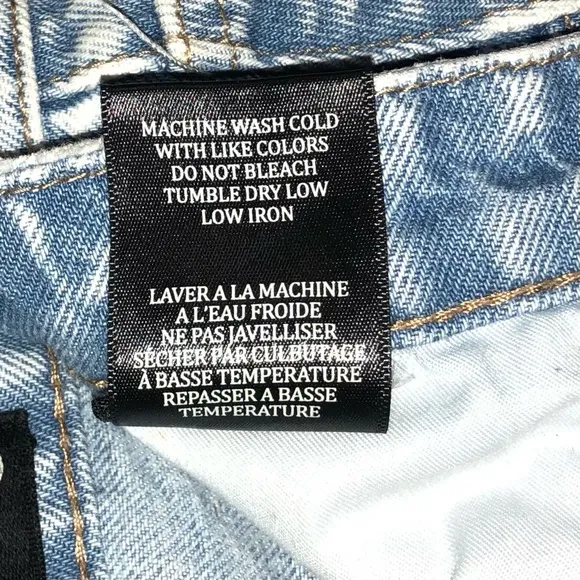 MACHINE WASH COLD
WITH LIKE COLORS
DO NOT BLEACH
TUMBLE DRY LOW
LOW IRON
LAVER A LA MACHINE
A L'EAU FROIDE
NE PAS JAVELLISER
SÉCHER PAR CULBUTAGE
À BASSE TEMPERATURE
REPASSER A BASSE
TEMPERATURE